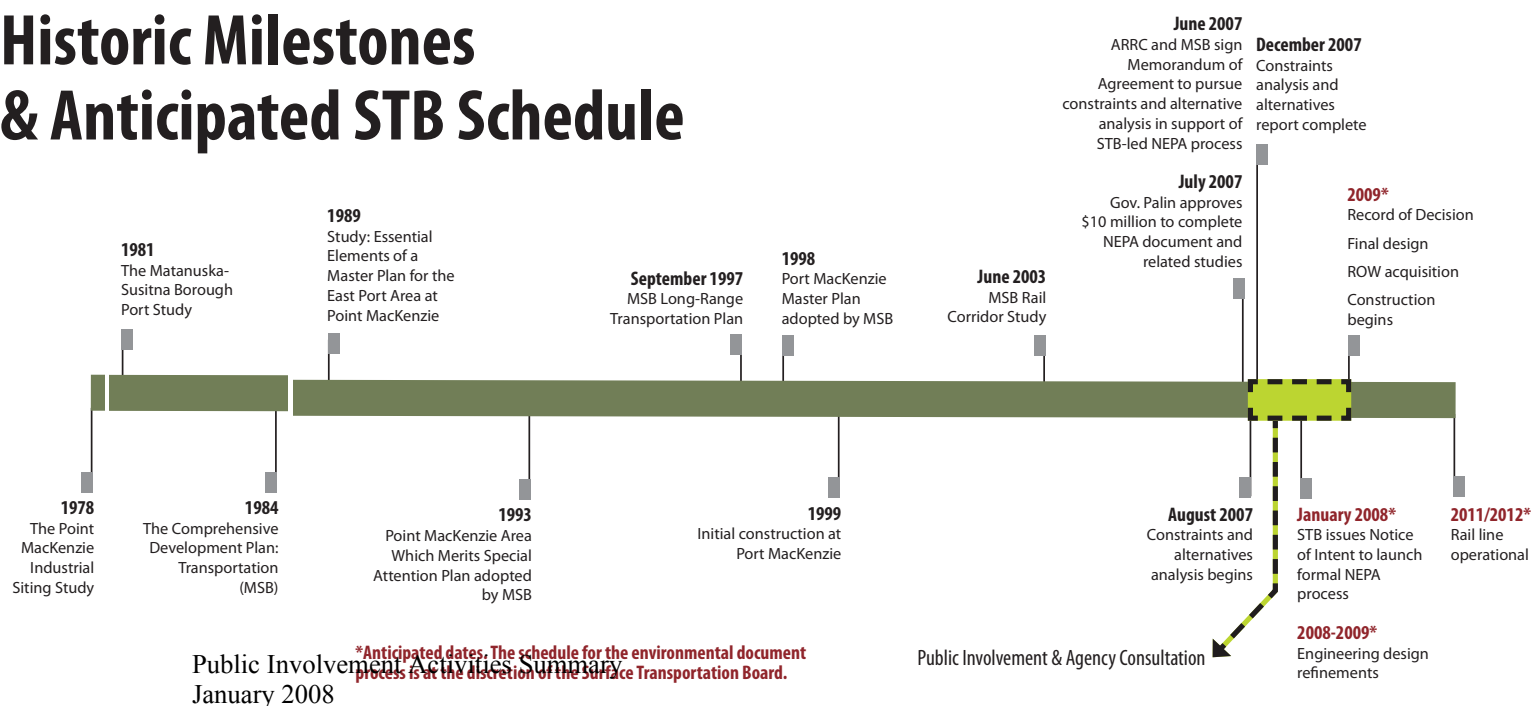 Historic Milestones
& Anticipated STB Schedule
1978
The Point
MacKenzie
Industrial
Siting Study
1981
The Matanuska-
Susitna Borough
Port Study
1984
The Comprehensive
Development Plan:
Transportation
(MSB)
1989
Study: Essential
Elements of a
Master Plan for the
East Port Area at
Point MacKenzie
1993
Point MacKenzie Area
Which Merits Special
Attention Plan adopted
by MSB
September 1997
MSB Long-Range
Transportation Plan
1998
Port MacKenzie
Master Plan
adopted by MSB
1999
Initial construction at
Port MacKenzie
June 2003
MSB Rail
Corridor Study
June 2007
ARRC and MSB sign
Memorandum of
Agreement to pursue
constraints and alternative
analysis in support of
STB-led NEPA process
July 2007
Gov. Palin approves
$10 million to complete
NEPA document and
related studies
August 2007
Constraints and
alternatives
analysis begins
December 2007
Constraints
analysis and
alternatives
report complete
January 2008*
STB issues Notice
of Intent to launch
formal NEPA
process
2008-2009*
Engineering design
refinements
2009*
Record of Decision
Final design
ROW acquisition
Construction
begins
2011/2012*
Rail line
operational
Public Involvement & Agency Consultation
*Anticipated dates. The schedule for the environmental document
process is at the discretion of the Surface Transportation Board.
Public Involvement Activities Summary
January 2008